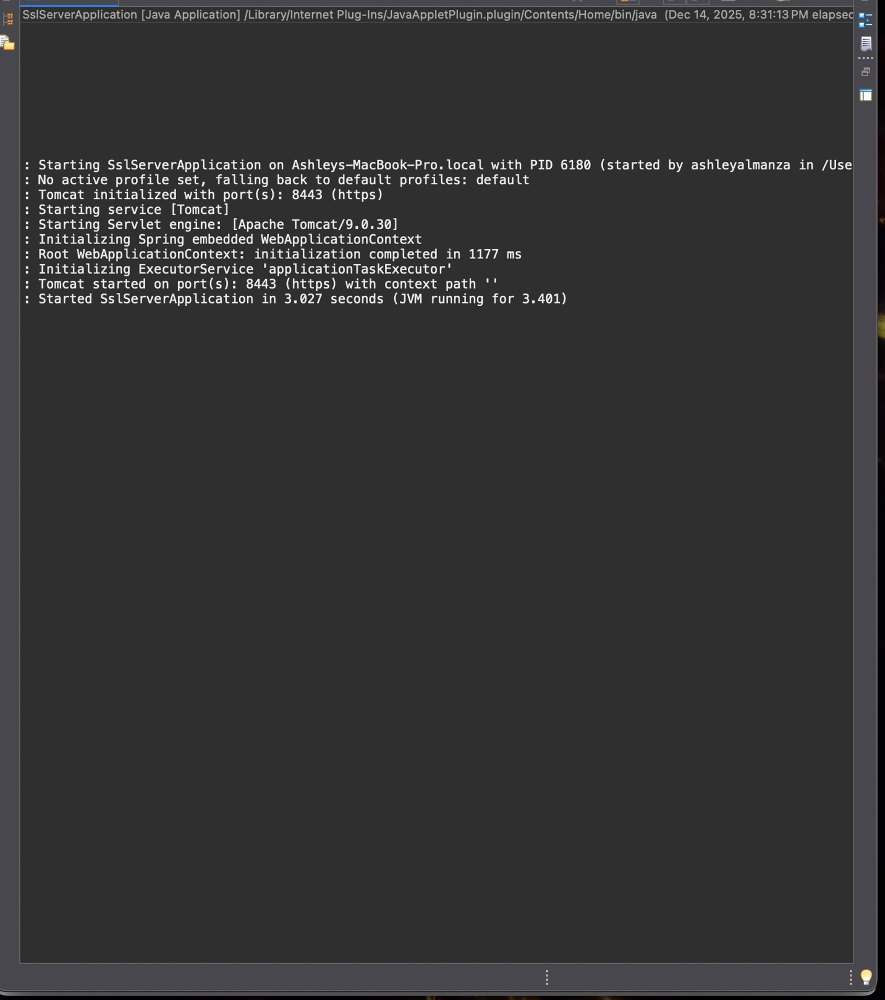 SslServerApplication [Java Application] /Library/Internet Plug-Ins/JavaAppletPlugin.plugin/Contents/Home/bin/java (Dec 14, 2025, 8:31:13 PM elapsed
: Starting SslServerApplication on Ashleys-MacBook-Pro.local with PID 6180 (started by ashleyalmanza in /Use
: No active profile set, falling back to default profiles: default
: Tomcat initialized with port(s): 8443 (https)
: Starting service [Tomcat]
: Starting Servlet engine: [Apache Tomcat/9.0.30]
: Initializing Spring embedded WebApplicationContext
: Root WebApplicationContext: initialization completed in 1177 ms
: Initializing ExecutorService 'applicationTaskExecutor'
: Tomcat started on port(s): 8443 (https) with context path ''
: Started SslServerApplication in 3.027 seconds (JVM running for 3.401)